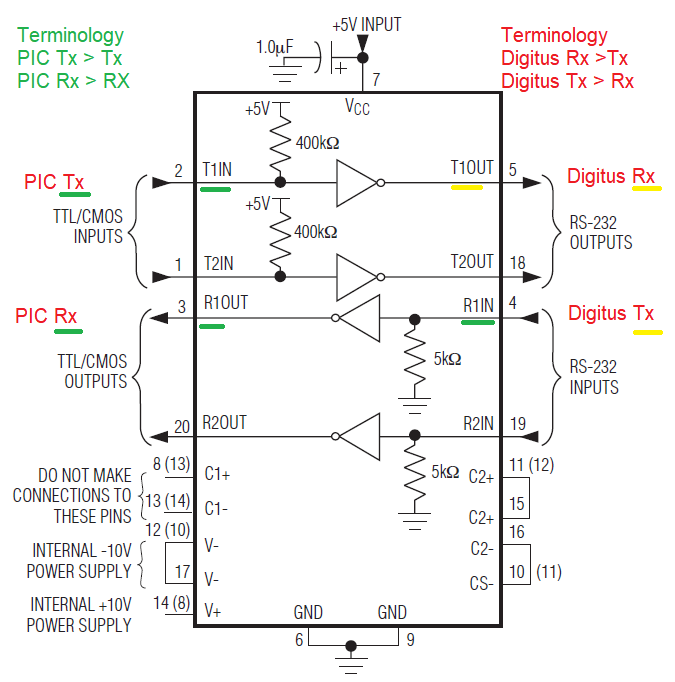 Terminology
PIC Tx > Tx
PIC Rx > RX
+5V INPUT
1.0µF
+
7
Terminology
Digitus Rx >Tx
Digitus Tx > Rx
VCC
+5V
400kΩ
PIC Tx
2
T1IN
T1OUT
5
Digitus Rx
TTL/CMOS
INPUTS
+5V
400kΩ
RS-232
OUTPUTS
1
T2IN
T2OUT
18
PIC Rx
3
R1OUT
R1IN
4
Digitus Tx
TTL/CMOS
OUTPUTS
5kΩ
RS-232
INPUTS
20
R2OUT
R2IN
19
5kΩ
DO NOT MAKE
CONNECTIONS TO
THESE PINS
8 (13)
C1+
13 (14)
C1-
C2+
11 (12)
C2+
15
INTERNAL -10V
POWER SUPPLY
12 (10)
V-
17
V-
C2-
16
CS-
10 (11)
INTERNAL +10V
POWER SUPPLY
14 (8)
V+
GND
GND
6
9